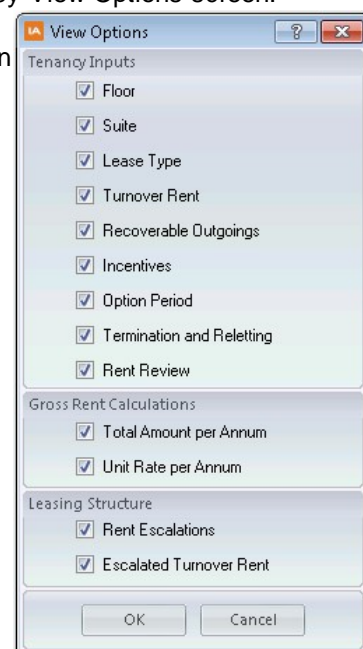 y View Options screen.
n
LA View Options ?
Tenancy Inputs
Floor
Suite
Lease Type
Turnover Rent
Recoverable Outgoings
Incentives
Option Period
Termination and Reletting
Rent Review
Gross Rent Calculations
Total Amount per Annum
Unit Rate per Annum
Leasing Structure
Rent Escalations
Escalated Turnover Rent
OK Cancel